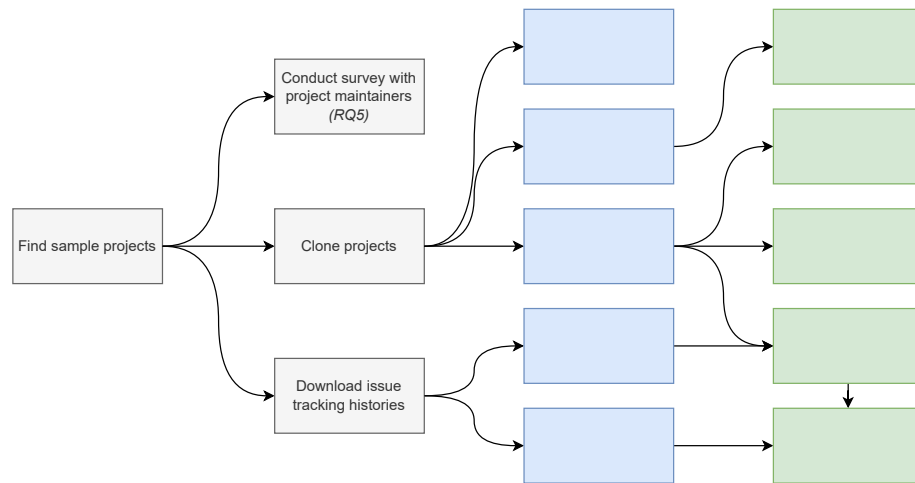 Conduct survey with
project maintainers
(RQ5)
Find sample projects
Clone projects
Download issue
tracking histories